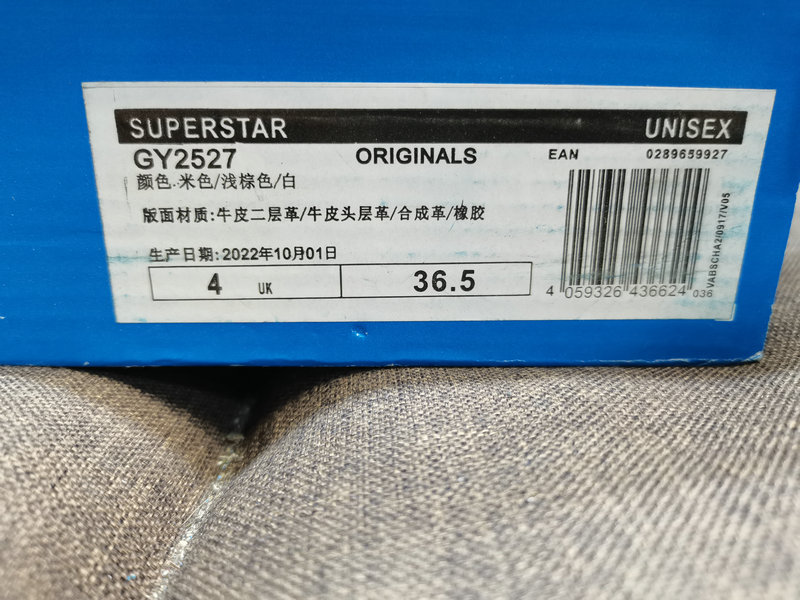 SUPERSTAR UNISEX
GY2527 ORIGINALS EAN 0289659927
颜色.米色/浅棕色/白
版面材质:牛皮二层革/牛皮头层革/合成革/橡胶
生产日期:2022年10月01日
4 UK 36.5
4 059326 436624 036
VABSCHA2/0917/V05